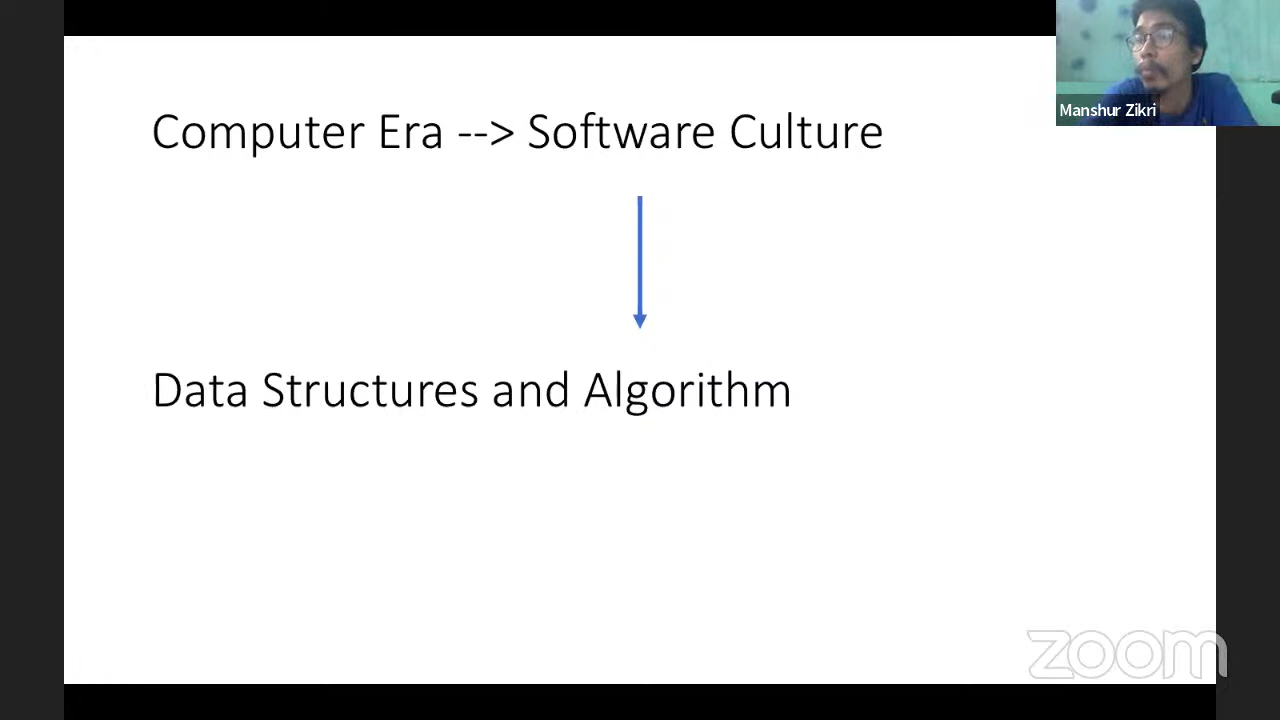 Manshur Zikri
Computer Era --> Software Culture
Data Structures and Algorithm
zoom